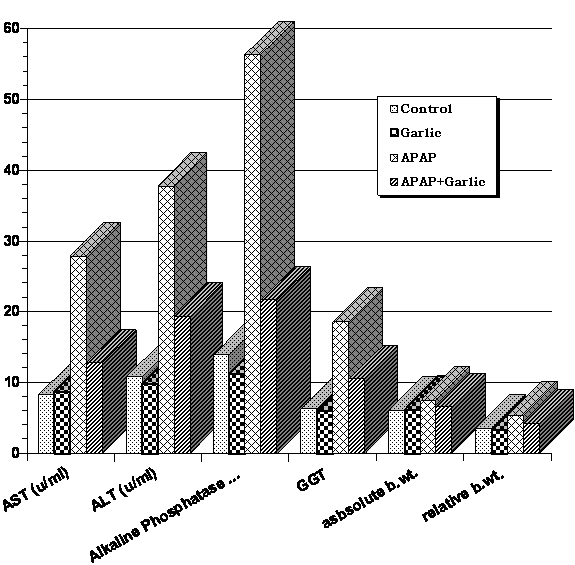 60
50
40
30
20
10
0
Control
Garlic
APAP
APAP+Garlic
AST (u/ml)
ALT (u/ml)
Alkaline Phosphatase ...
GGT
asbsolute b.wt.
relative b.wt.